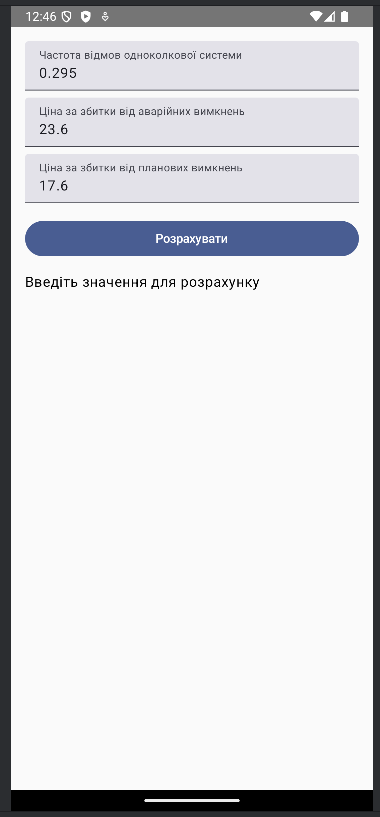 12:46
Частота відмов одноколкової системи
0.295
Ціна за збитки від аварійних вимкнень
23.6
Ціна за збитки від планових вимкнень
17.6
Розрахувати
Введіть значення для розрахунку